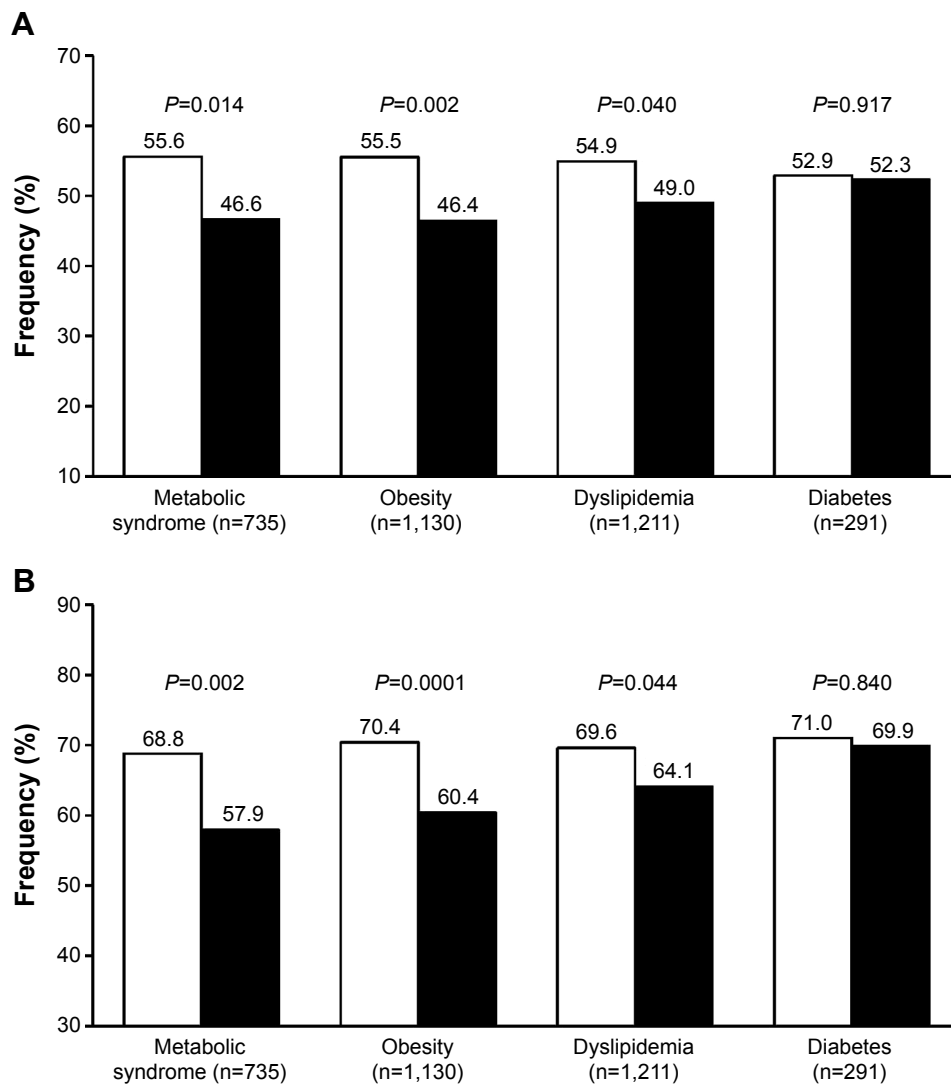 A
70
60
50
40
30
20
10
Frequency (%)
P=0.014
P=0.002
P=0.040
P=0.917
55.6
46.6
55.5
46.4
54.9
49.0
52.9
52.3
Metabolic
syndrome (n=735)
Obesity
(n=1,130)
Dyslipidemia
(n=1,211)
Diabetes
(n=291)
B
90
80
70
60
50
40
30
Frequency (%)
P=0.002
P=0.0001
P=0.044
P=0.840
68.8
57.9
70.4
60.4
69.6
64.1
71.0
69.9
Metabolic
syndrome (n=735)
Obesity
(n=1,130)
Dyslipidemia
(n=1,211)
Diabetes
(n=291)